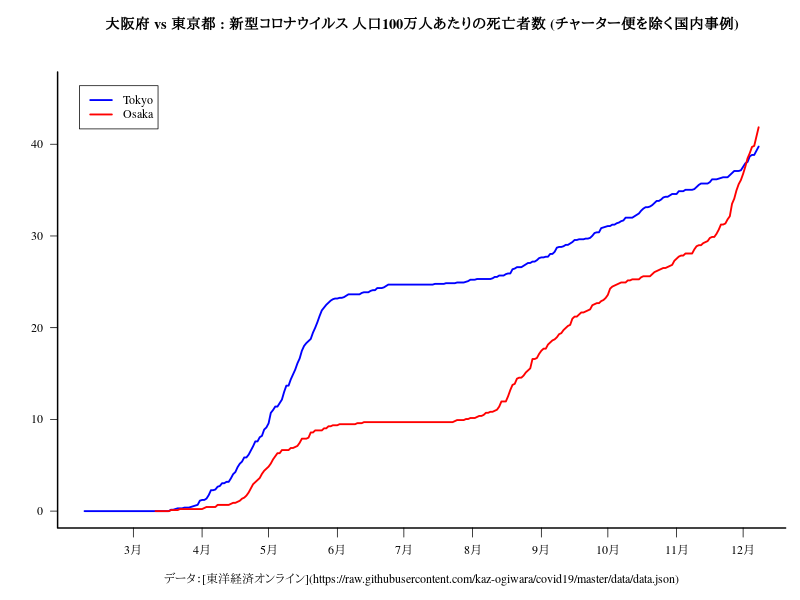 大阪府 vs 東京都 : 新型コロナウイルス 人口100万人あたりの死亡者数 (チャーター便を除く国内事例)
Tokyo
Osaka
40
30
20
10
0
3月 4月 5月 6月 7月 8月 9月 10月 11月 12月
データ : [東洋経済オンライン](https://raw.githubusercontent.com/kaz-ogiwara/covid19/master/data/data.json)